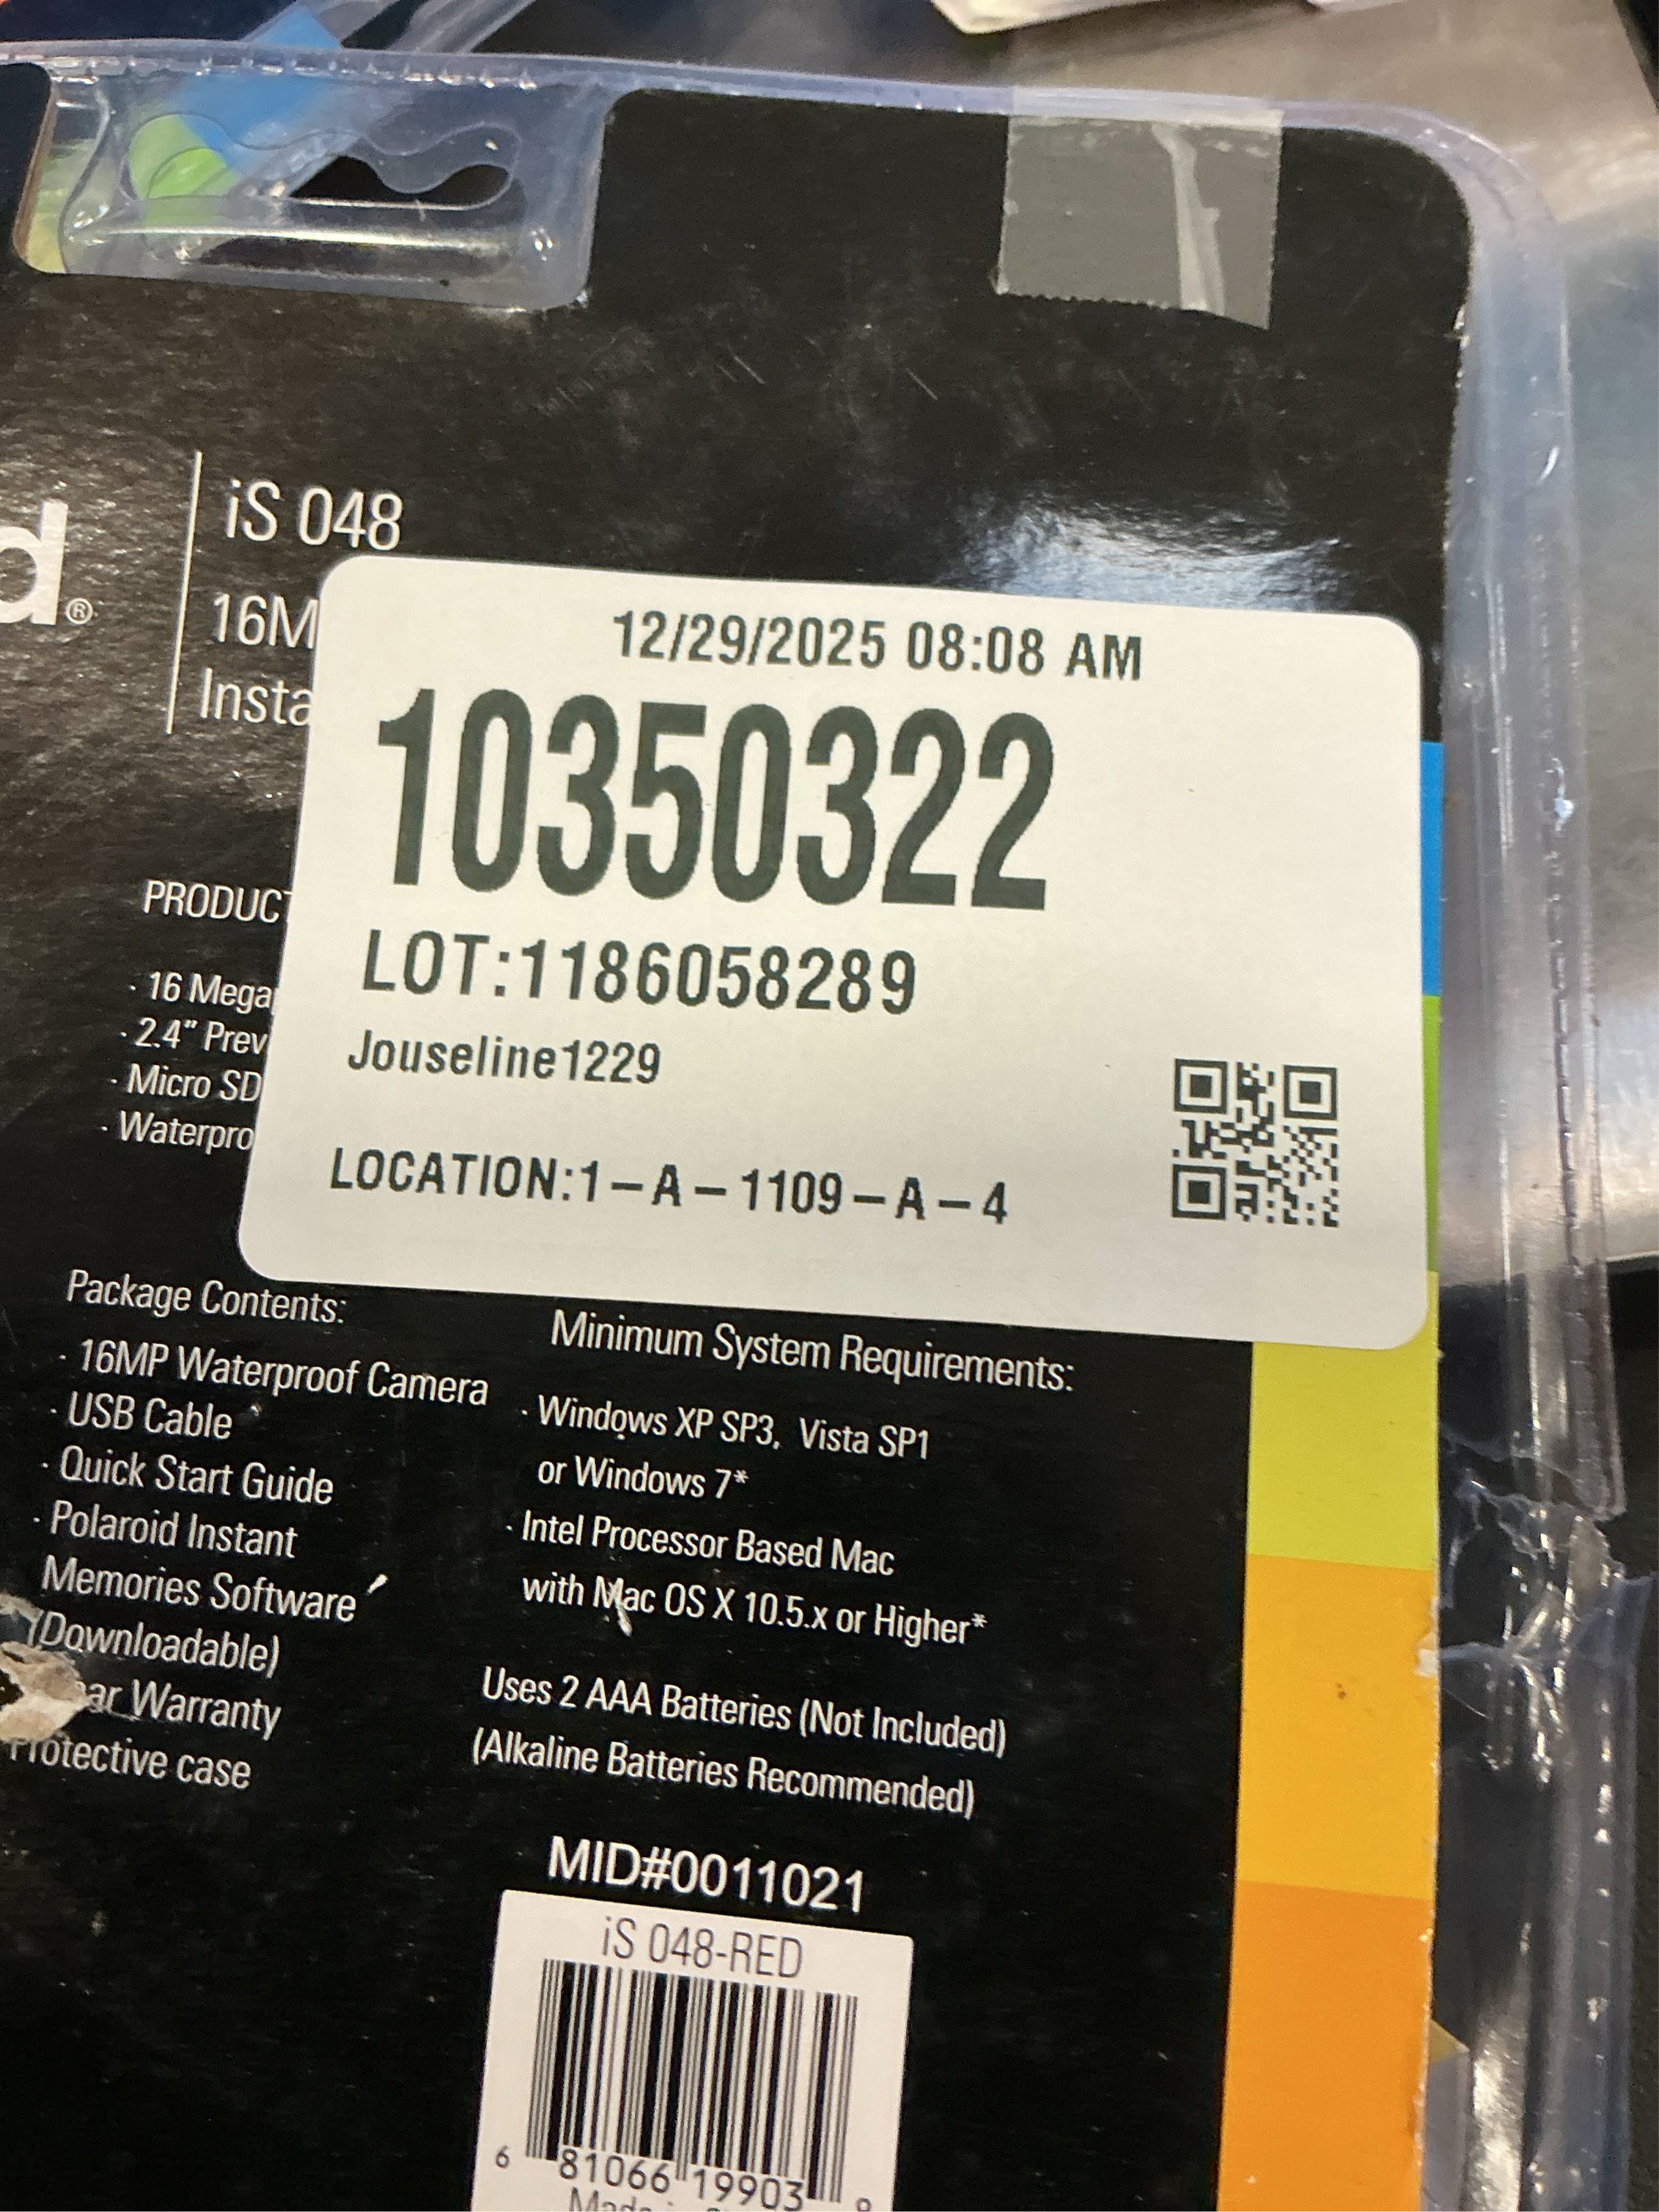 d®
iS 048
16M
Insta
12/29/2025 08:08 AM
10350322
LOT:1186058289
Jouseline1229
LOCATION:1-A-1109-A-4
PRODUCT
· 16 Mega
· 2.4" Prev
· Micro SD
· Waterpro
Package Contents:
· 16MP Waterproof Camera
· USB Cable
· Quick Start Guide
· Polaroid Instant
Memories Software
(Downloadable)
ar Warranty
Protective case
Minimum System Requirements:
· Windows XP SP3, Vista SP1
or Windows 7*
· Intel Processor Based Mac
with Mac OS X 10.5.x or Higher*
Uses 2 AAA Batteries (Not Included)
(Alkaline Batteries Recommended)
MID#0011021
iS 048-RED
6 81066 19903 9
Made